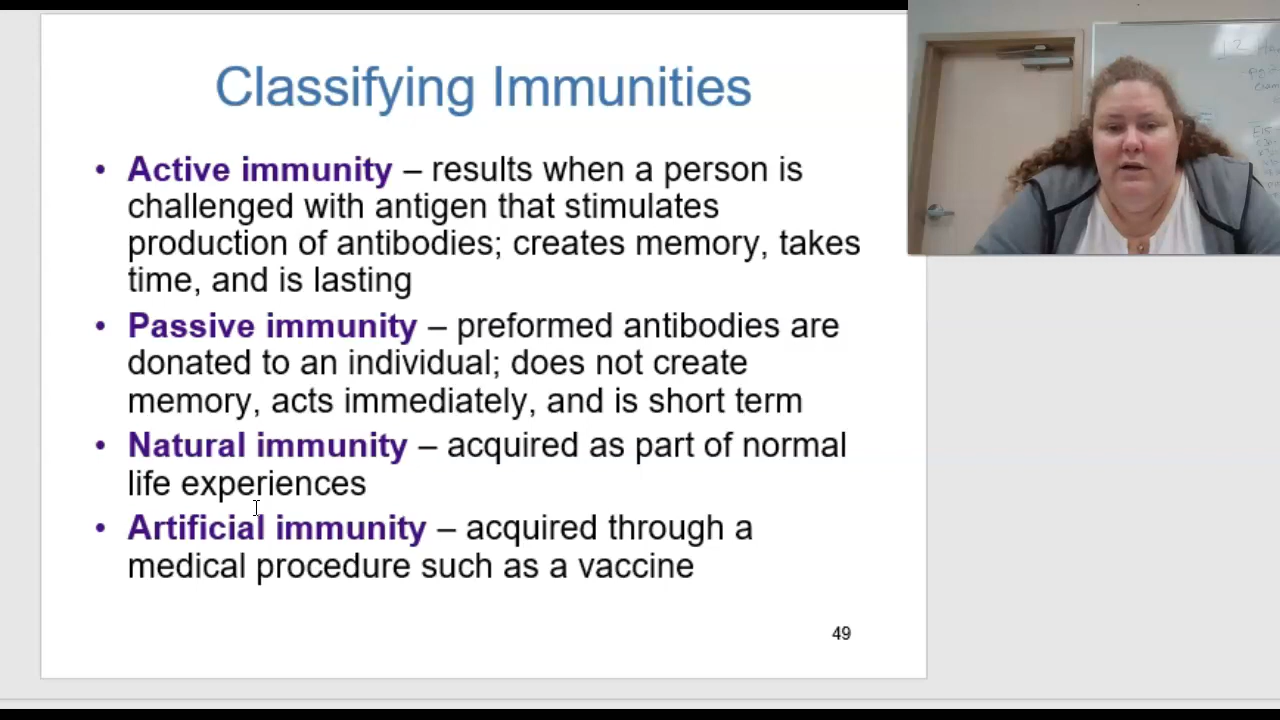 Classifying Immunities
• Active immunity – results when a person is
challenged with antigen that stimulates
production of antibodies; creates memory, takes
time, and is lasting
• Passive immunity – preformed antibodies are
donated to an individual; does not create
memory, acts immediately, and is short term
• Natural immunity – acquired as part of normal
life experiences
• Artificial immunity – acquired through a
medical procedure such as a vaccine
49